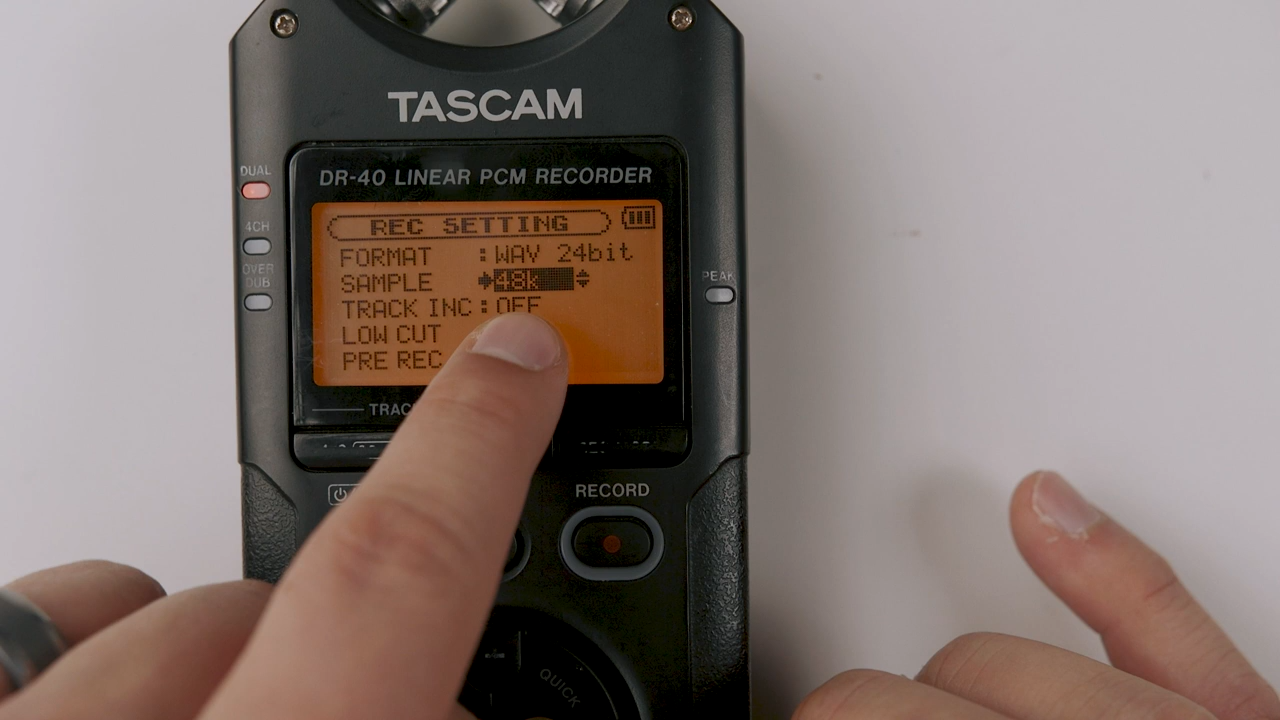 TASCAM
DR-40 LINEAR PCM RECORDER
REC SETTING
FORMAT : WAV 24bit
SAMPLE 48k
TRACK INC : OFF
LOW CUT
PRE REC
DUAL
4CH
OVER
DUB
PEAK
RECORD
QUICK